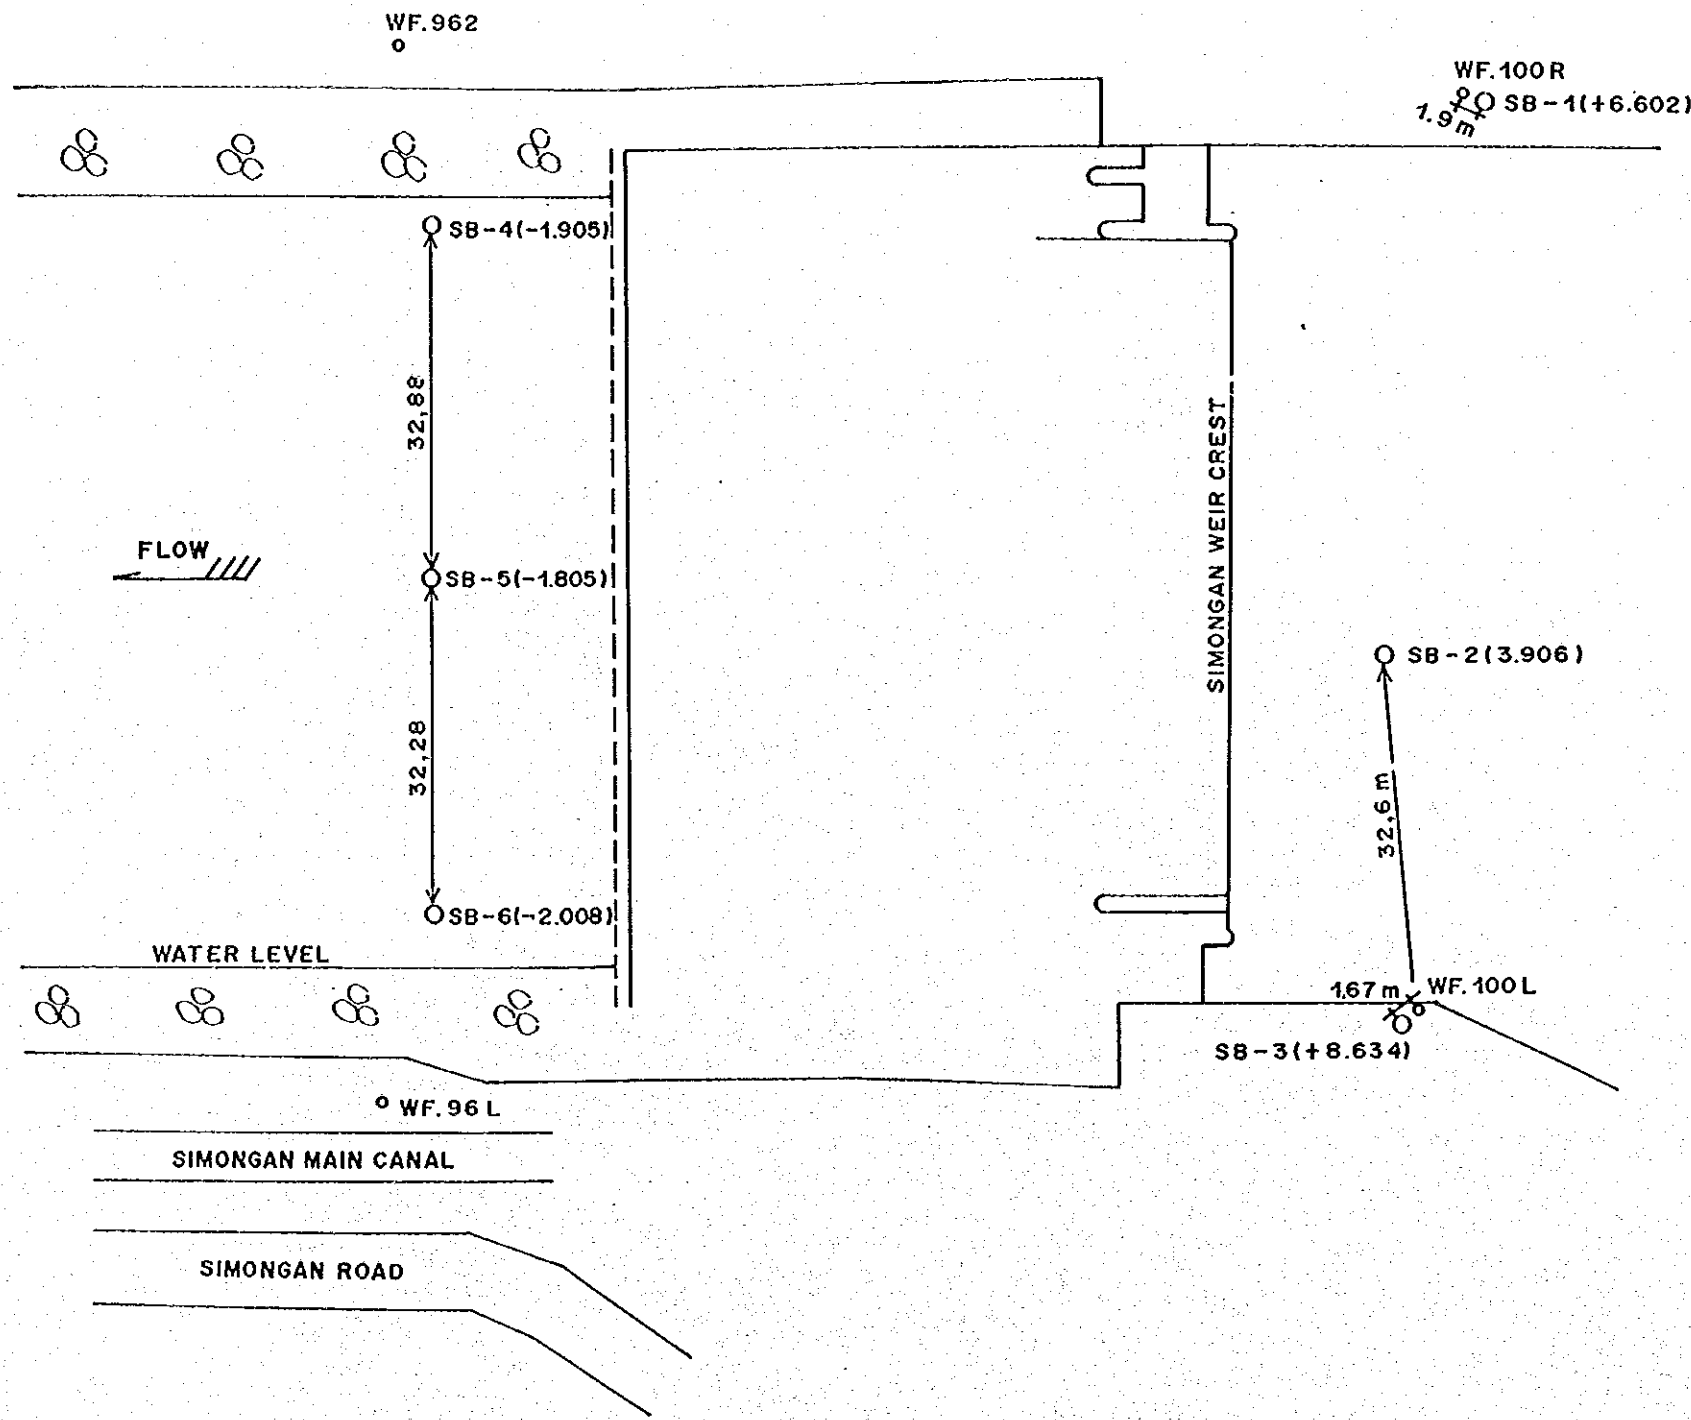 WF.962
WF.100R
SB-1(+6.602)
1.9 m
SB-4(-1.905)
32,88
FLOW
SB-5(-1.805)
SIMONGAN WEIR CREST
SB-2(3.906)
32,28
32,6 m
SB-6(-2.008)
WATER LEVEL
1.67 m
WF.100L
SB-3(+8.634)
WF.96L
SIMONGAN MAIN CANAL
SIMONGAN ROAD